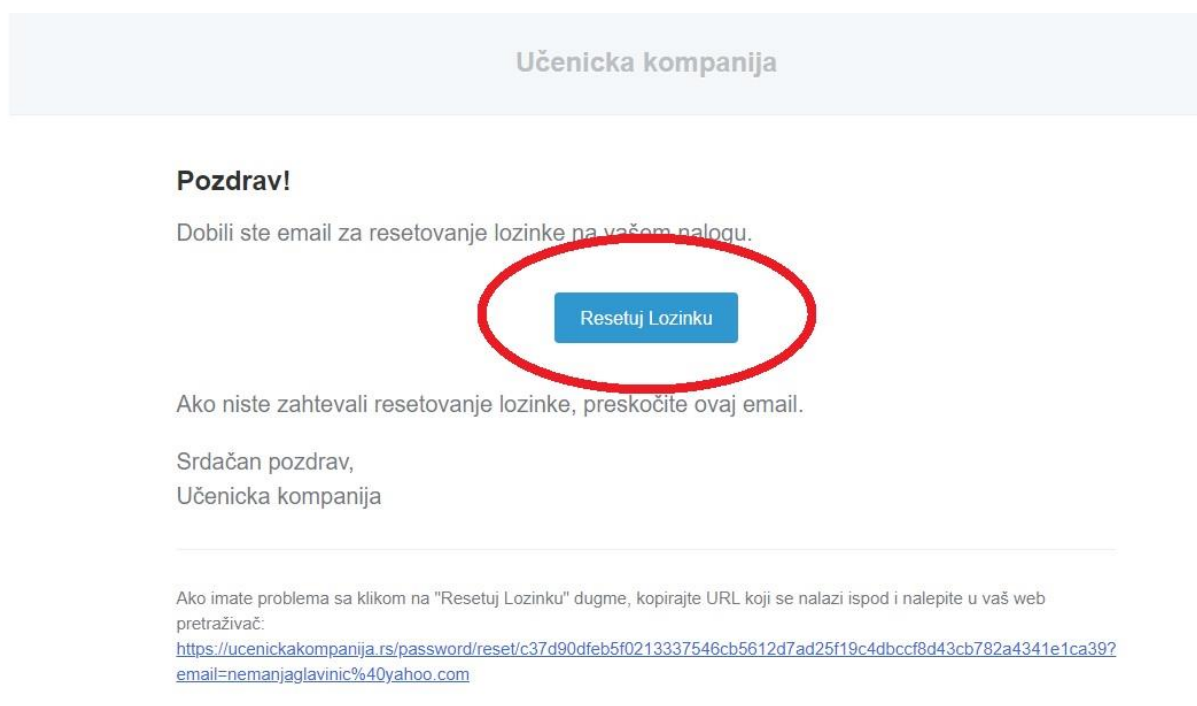 Učenicka kompanija
Pozdrav!
Dobili ste email za resetovanje lozinke na vašem nalogu.
Resetuj Lozinku
Ako niste zahtevali resetovanje lozinke, preskočite ovaj email.
Srdačan pozdrav,
Učenicka kompanija
Ako imate problema sa klikom na "Resetuj Lozinku" dugme, kopirajte URL koji se nalazi ispod i nalepite u vaš web
pretraživač:
https://ucenickakompanija.rs/password/reset/c37d90dfeb5f0213337546cb5612d7ad25f19c4dbccf8d43cb782a4341e1ca39?
email=nemanjaglavinic%40yahoo.com